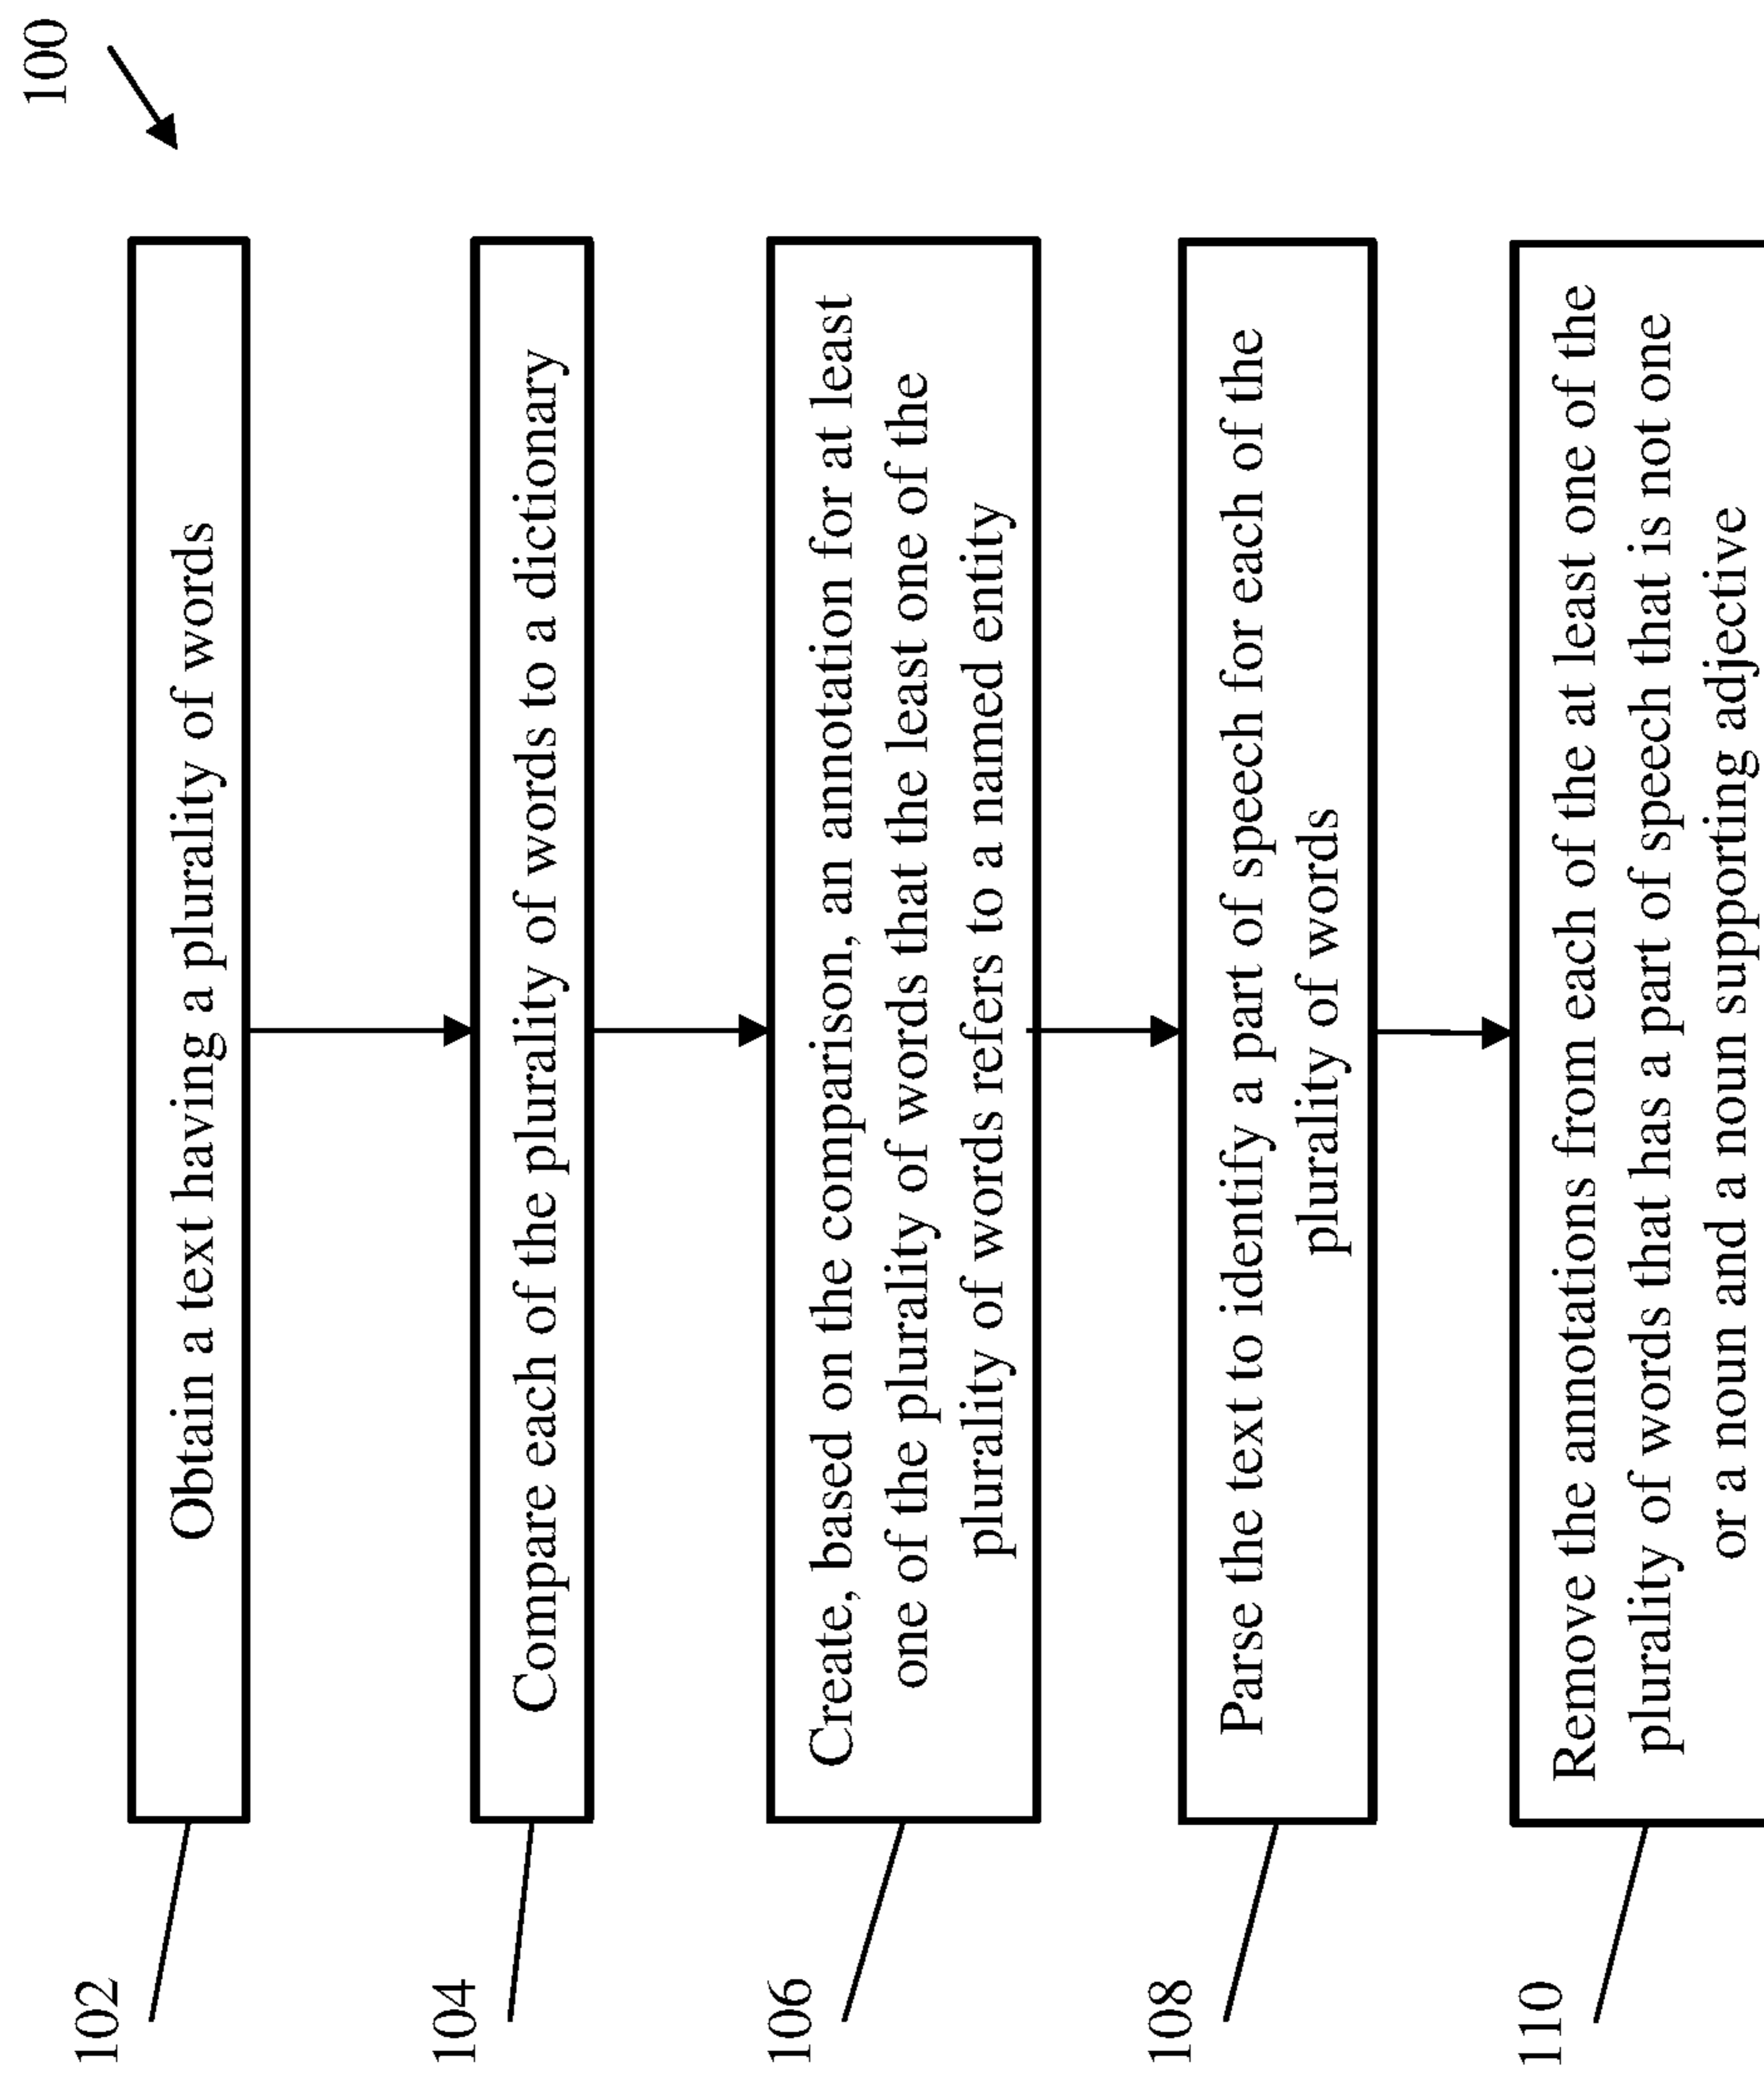 100
102
Obtain a text having a plurality of words
104
Compare each of the plurality of words to a dictionary
106
Create, based on the comparison, an annotation for at least
one of the plurality of words that the least one of the
plurality of words refers to a named entity
108
Parse the text to identify a part of speech for each of the
plurality of words
110
Remove the annotations from each of the at least one of the
plurality of words that has a part of speech that is not one
or a noun and a noun supporting adjective